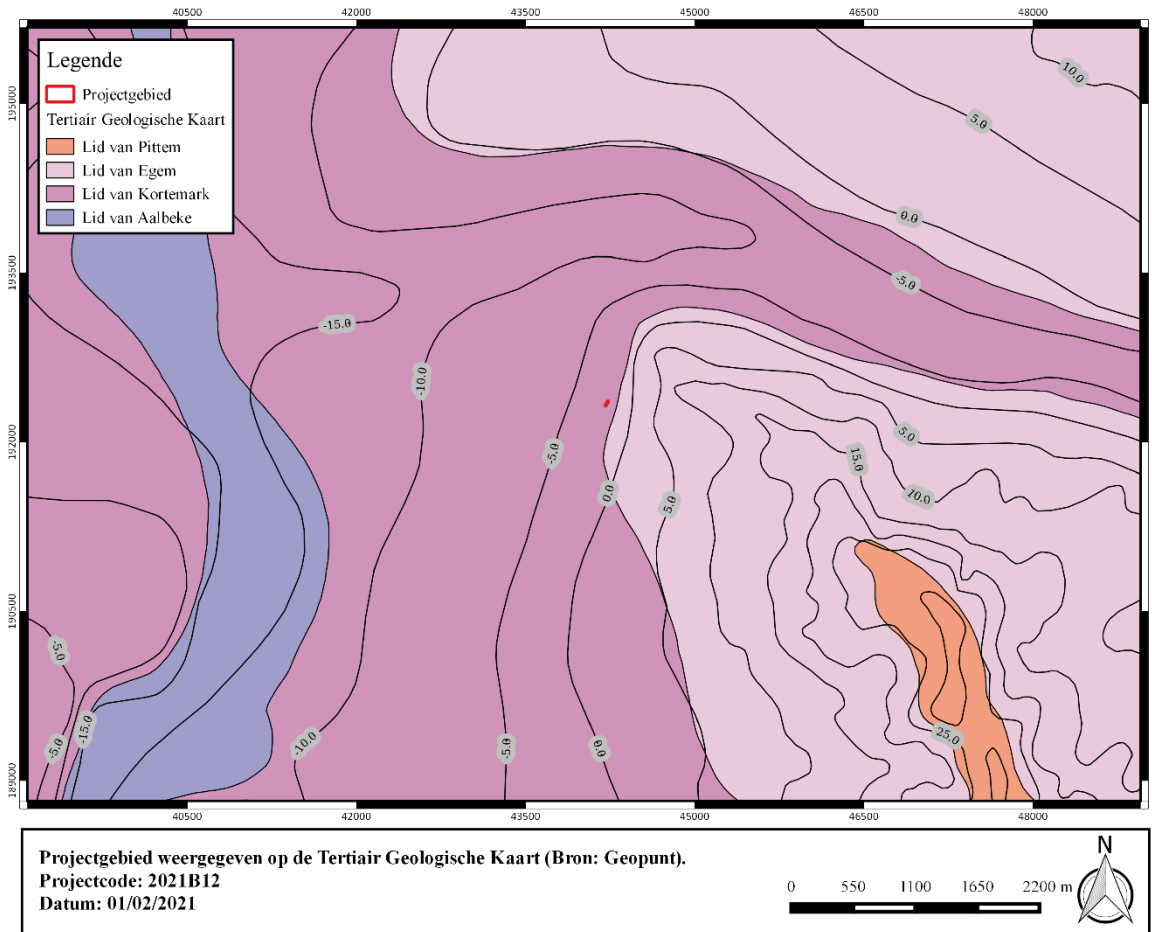 40500 42000 43500 45000 46500 48000
Legende
Projectgebied
Tertiair Geologische Kaart
Lid van Pittem
Lid van Egem
Lid van Kortemark
Lid van Aalbeke
195000
193500
192000
190500
189000
10.0
5.0
0.0
-5.0
-15.0
-10.0
5.0
-5.0
15.0
0.0
5.0
10.0
-5.0
-15.0
-5.0
-10.0
-5.0
0.0
25.0
40500 42000 43500 45000 46500 48000
Projectgebied weergegeven op de Tertiair Geologische Kaart (Bron: Geopunt).
Projectcode: 2021B12
Datum: 01/02/2021
0 550 1100 1650 2200 m
N